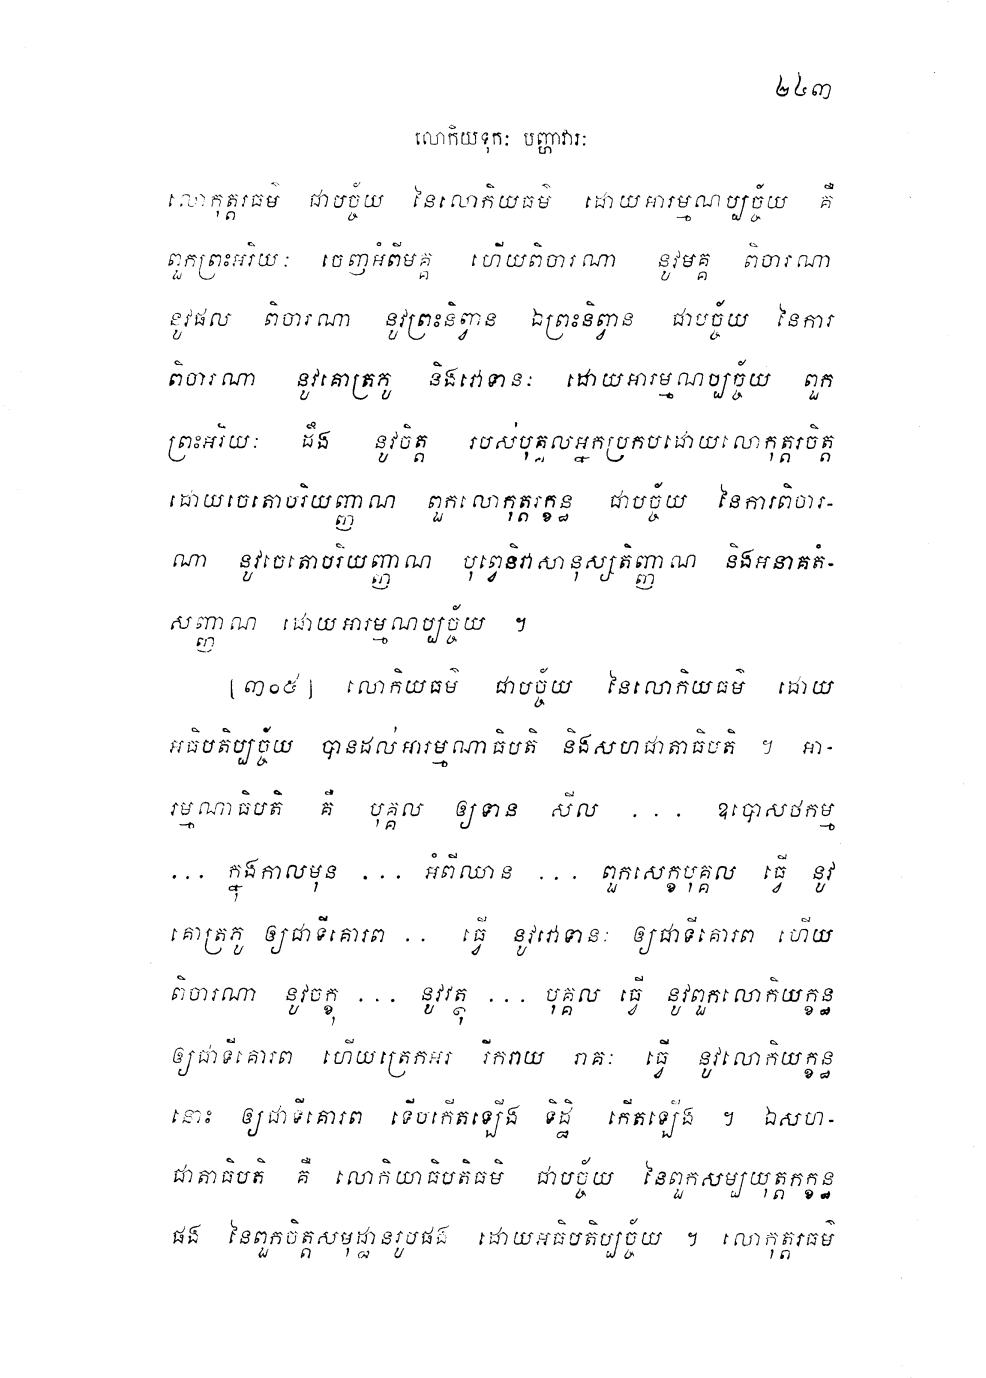 ២៤៣
លោកិយទុកៈ បញ្ហាវារៈ
លោកុត្តរធម៌ ជាបច្ច័យ នៃលោកិយធម៌ ដោយអារម្មណប្បច្ច័យ គឺ
ពួកព្រះអរិយៈ ចេញអំពីមគ្គ ហើយពិចារណា នូវមគ្គ ពិចារណា
នូវផល ពិចារណា នូវព្រះនិព្វាន ឯព្រះនិព្វាន ជាបច្ច័យ នៃការ
ពិចារណា នូវគោត្រភូ និងវោទានៈ ដោយអារម្មណប្បច្ច័យ ពួក
ព្រះអរិយៈ ដឹង នូវចិត្ត របស់បុគ្គលអ្នកប្រកបដោយលោកុត្តរចិត្ត
ដោយចេតោបរិយញ្ញាណ ពួកលោកុត្តរក្ខន្ធ ជាបច្ច័យ នៃការពិចារ-
ណា នូវចេតោបរិយញ្ញាណ បុព្វេនិវាសានុស្សតិញ្ញាណ និងអនាគតំ-
សញ្ញាណ ដោយអារម្មណប្បច្ច័យ ។
[៣០៥] លោកិយធម៌ ជាបច្ច័យ នៃលោកិយធម៌ ដោយ
អធិបតិប្បច្ច័យ បានដល់អារម្មណាធិបតិ និងសហជាតាធិបតិ ។ អា-
រម្មណាធិបតិ គឺ បុគ្គល ឲ្យទាន សីល ... ឧបោសថកម្ម
... ក្នុងកាលមុន ... អំពីឈាន ... ពួកសេក្ខបុគ្គល ធ្វើ នូវ
គោត្រភូ ឲ្យជាទីគោរព .. ធ្វើ នូវវោទានៈ ឲ្យជាទីគោរព ហើយ
ពិចារណា នូវចក្ខុ ... នូវវត្ថុ ... បុគ្គល ធ្វើ នូវពួកលោកិយក្ខន្ធ
ឲ្យជាទីគោរព ហើយត្រេកអរ រីករាយ រាគៈ ធ្វើ នូវលោកិយក្ខន្ធ
នោះ ឲ្យជាទីគោរព ទើបកើតឡើង ទិដ្ឋិ កើតឡើង ។ ឯសហ-
ជាតាធិបតិ គឺ លោកិយាធិបតិធម៌ ជាបច្ច័យ នៃពួកសម្បយុត្តកក្ខន្ធ
ផង នៃពួកចិត្តសមុដ្ឋានរូបផង ដោយអធិបតិប្បច្ច័យ ។ លោកុត្តរធម៌